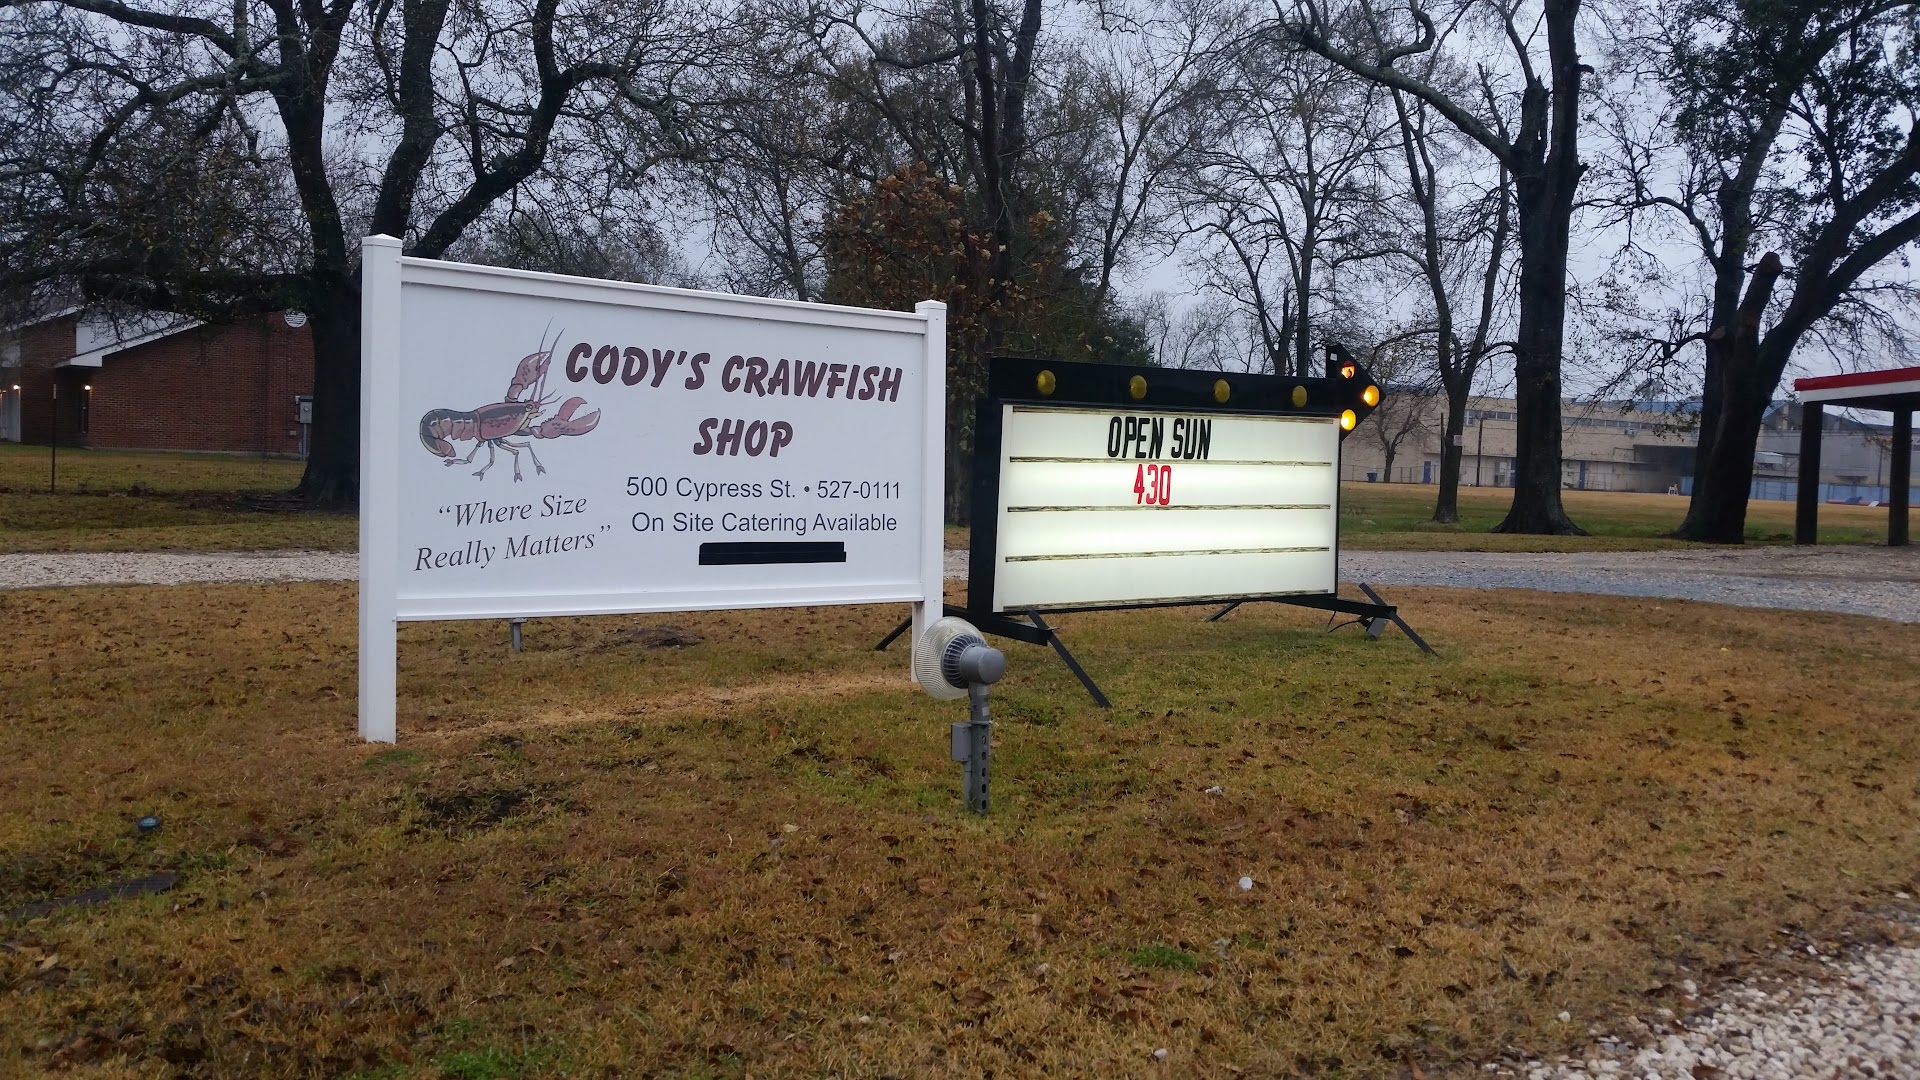 CODY'S CRAWFISH
SHOP
500 Cypress St. • 527-0111
On Site Catering Available
“Where Size
Really Matters”
OPEN SUN
430